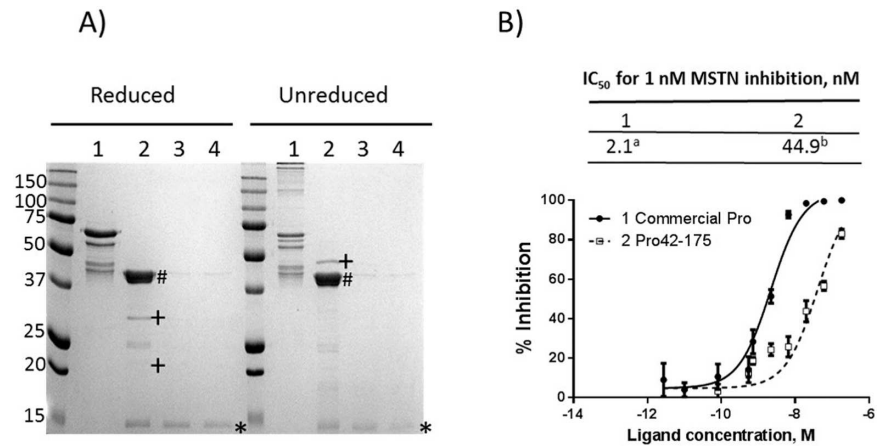 A)
Reduced Unreduced
1 2 3 4 1 2 3 4
150
100
75
50
37 # #
+
25 +
20 +
15 * *
B)
IC50 for 1 nM MSTN inhibition, nM
1 2
2.1a 44.9b
100
80
60
40
20
0
% Inhibition
1 Commercial Pro
2 Pro42-175
-14 -12 -10 -8 -6
Ligand concentration, M